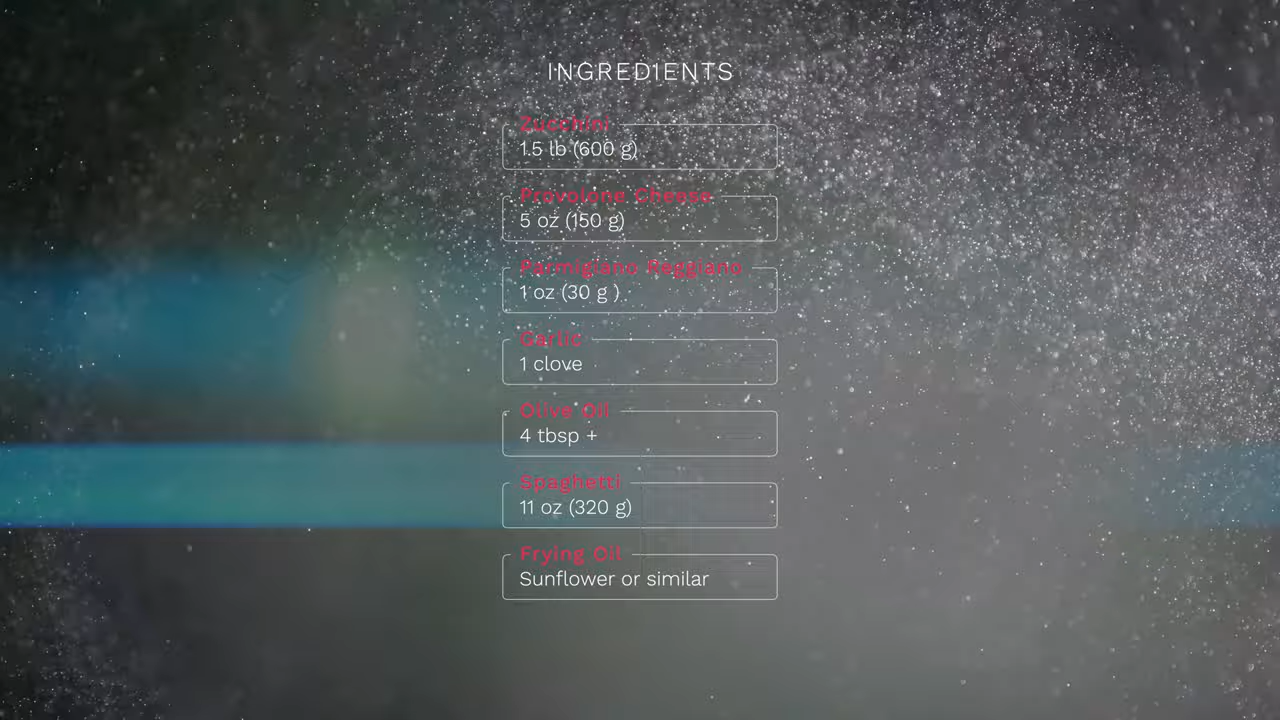 INGREDIENTS
Zucchini
1.5 lb (600 g)
Provolone Cheese
5 oz (150 g)
Parmigiano Reggiano
1 oz (30 g )
Garlic
1 clove
Olive Oil
4 tbsp +
Spaghetti
11 oz (320 g)
Frying Oil
Sunflower or similar